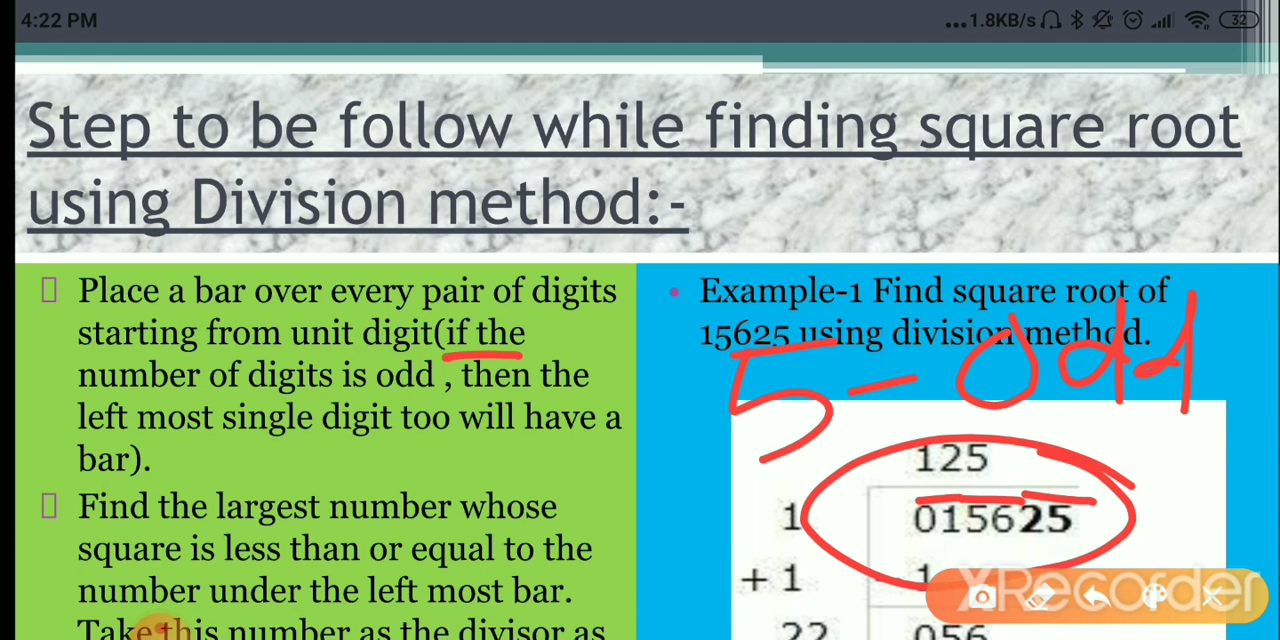 4:22 PM
...1.8KB/s
32
Step to be follow while finding square root
using Division method:-
Place a bar over every pair of digits
starting from unit digit(if the
number of digits is odd , then the
left most single digit too will have a
bar).
Find the largest number whose
square is less than or equal to the
number under the left most bar.
Take this number as the divisor as
Example-1 Find square root of
15625 using division method.
5 - odd
125
1 015625
+ 1 1
22 056
XRecorder